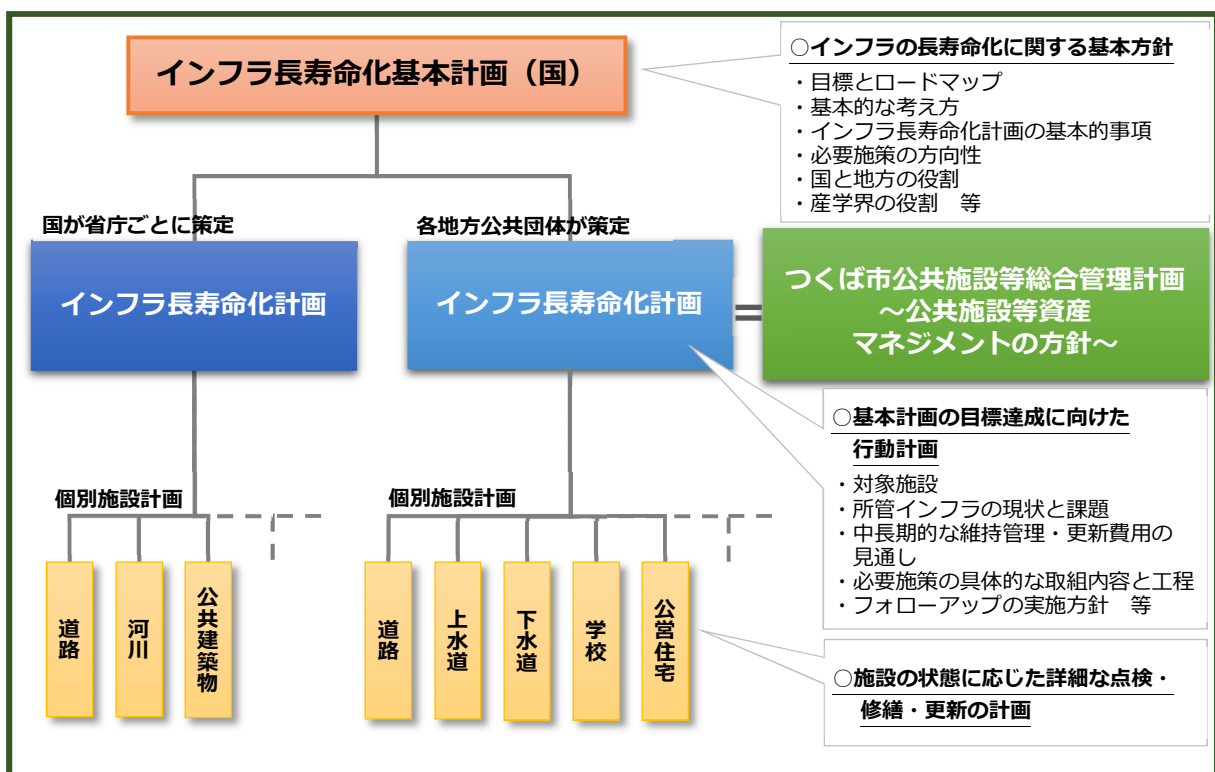 インフラ長寿命化基本計画（国）
○インフラの長寿命化に関する基本方針
・目標とロードマップ
・基本的な考え方
・インフラ長寿命化計画の基本的事項
・必要施策の方向性
・国と地方の役割
・産学界の役割　等
国が省庁ごとに策定
各地方公共団体が策定
インフラ長寿命化計画
インフラ長寿命化計画
＝
つくば市公共施設等総合管理計画
～公共施設等資産
マネジメントの方針～
○基本計画の目標達成に向けた
行動計画
・対象施設
・所管インフラの現状と課題
・中長期的な維持管理・更新費用の
見通し
・必要施策の具体的な取組内容と工程
・フォローアップの実施方針　等
個別施設計画
個別施設計画
道路
河川
公共建築物
道路
上水道
下水道
学校
公営住宅
○施設の状態に応じた詳細な点検・
修繕・更新の計画